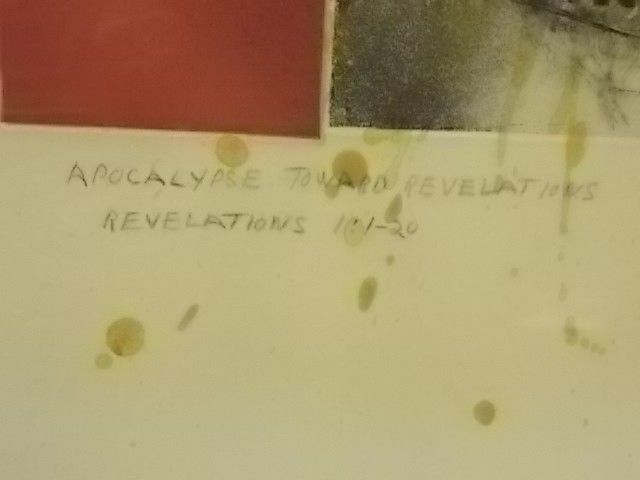 APOCALYPSE TOWARD REVELATIONS
REVELATIONS 1:1-20